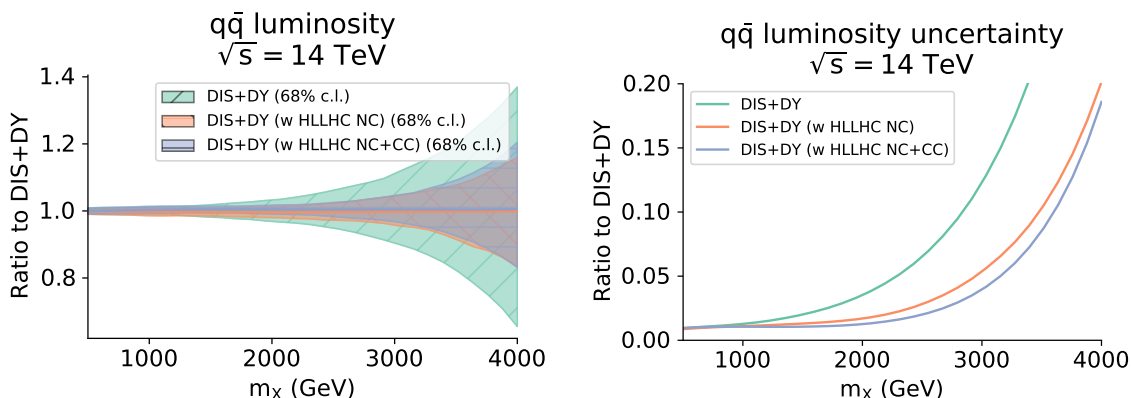 qq̄ luminosity
√s = 14 TeV
Ratio to DIS+DY
1.4
1.2
1.0
0.8
DIS+DY (68% c.l.)
DIS+DY (w HLLHC NC) (68% c.l.)
DIS+DY (w HLLHC NC+CC) (68% c.l.)
1000 2000 3000 4000
mX (GeV)
qq̄ luminosity uncertainty
√s = 14 TeV
Ratio to DIS+DY
0.20
0.15
0.10
0.05
0.00
DIS+DY
DIS+DY (w HLLHC NC)
DIS+DY (w HLLHC NC+CC)
1000 2000 3000 4000
mX (GeV)